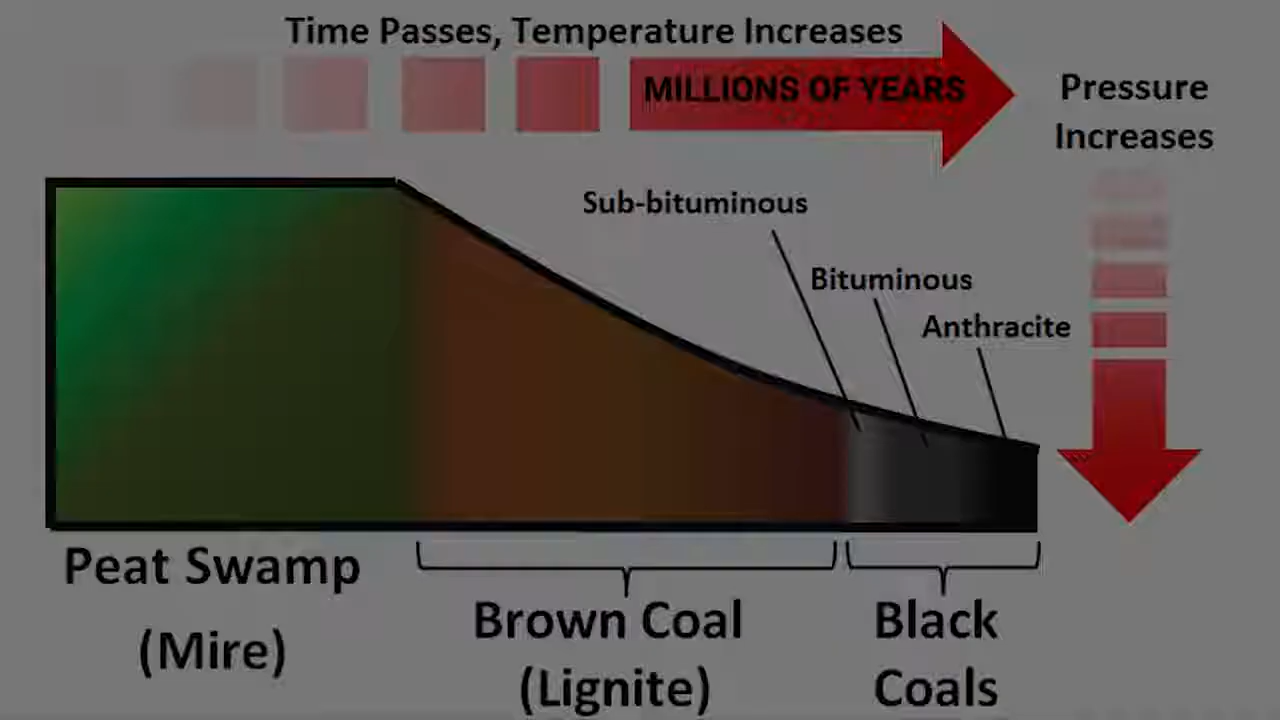 Time Passes, Temperature Increases
MILLIONS OF YEARS
Pressure
Increases
Sub-bituminous
Bituminous
Anthracite
Peat Swamp
(Mire)
Brown Coal
(Lignite)
Black
Coals